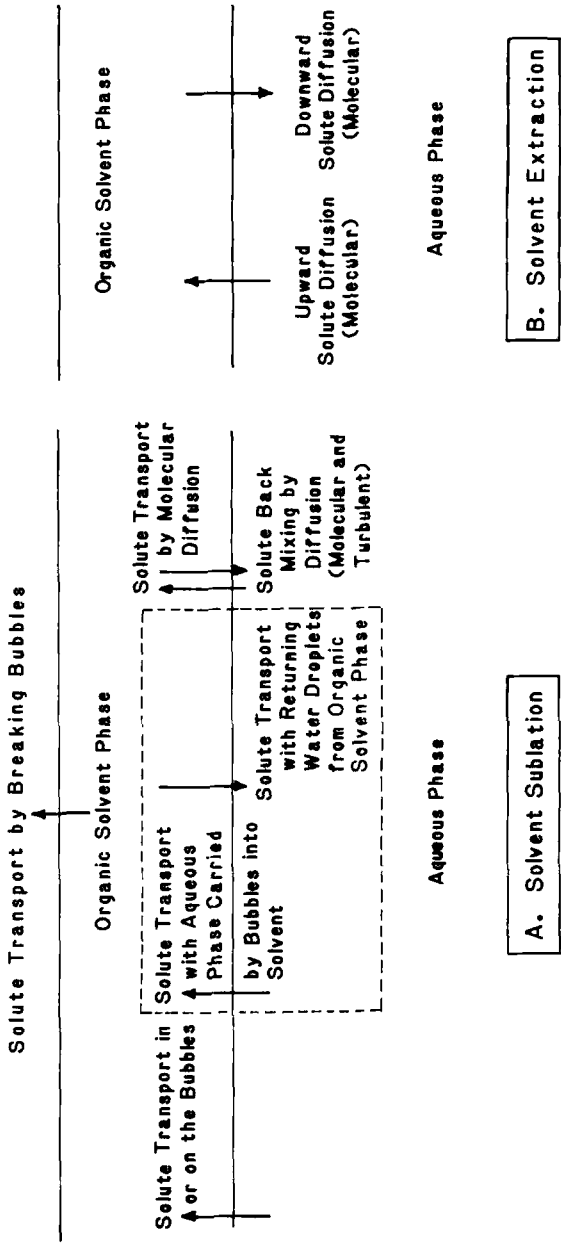 Solute Transport by Breaking Bubbles
Organic Solvent Phase
Solute Transport in
or on the Bubbles
Solute Transport
with Aqueous
Phase Carried
by Bubbles into
Solvent
Solute Transport
with Returning
Water Droplets
from Organic
Solvent Phase
Solute Transport
by Molecular
Diffusion
Solute Back
Mixing by
Diffusion
(Molecular and
Turbulent)
Aqueous Phase
A. Solvent Sublation
Organic Solvent Phase
Upward
Solute Diffusion
(Molecular)
Downward
Solute Diffusion
(Molecular)
Aqueous Phase
B. Solvent Extraction